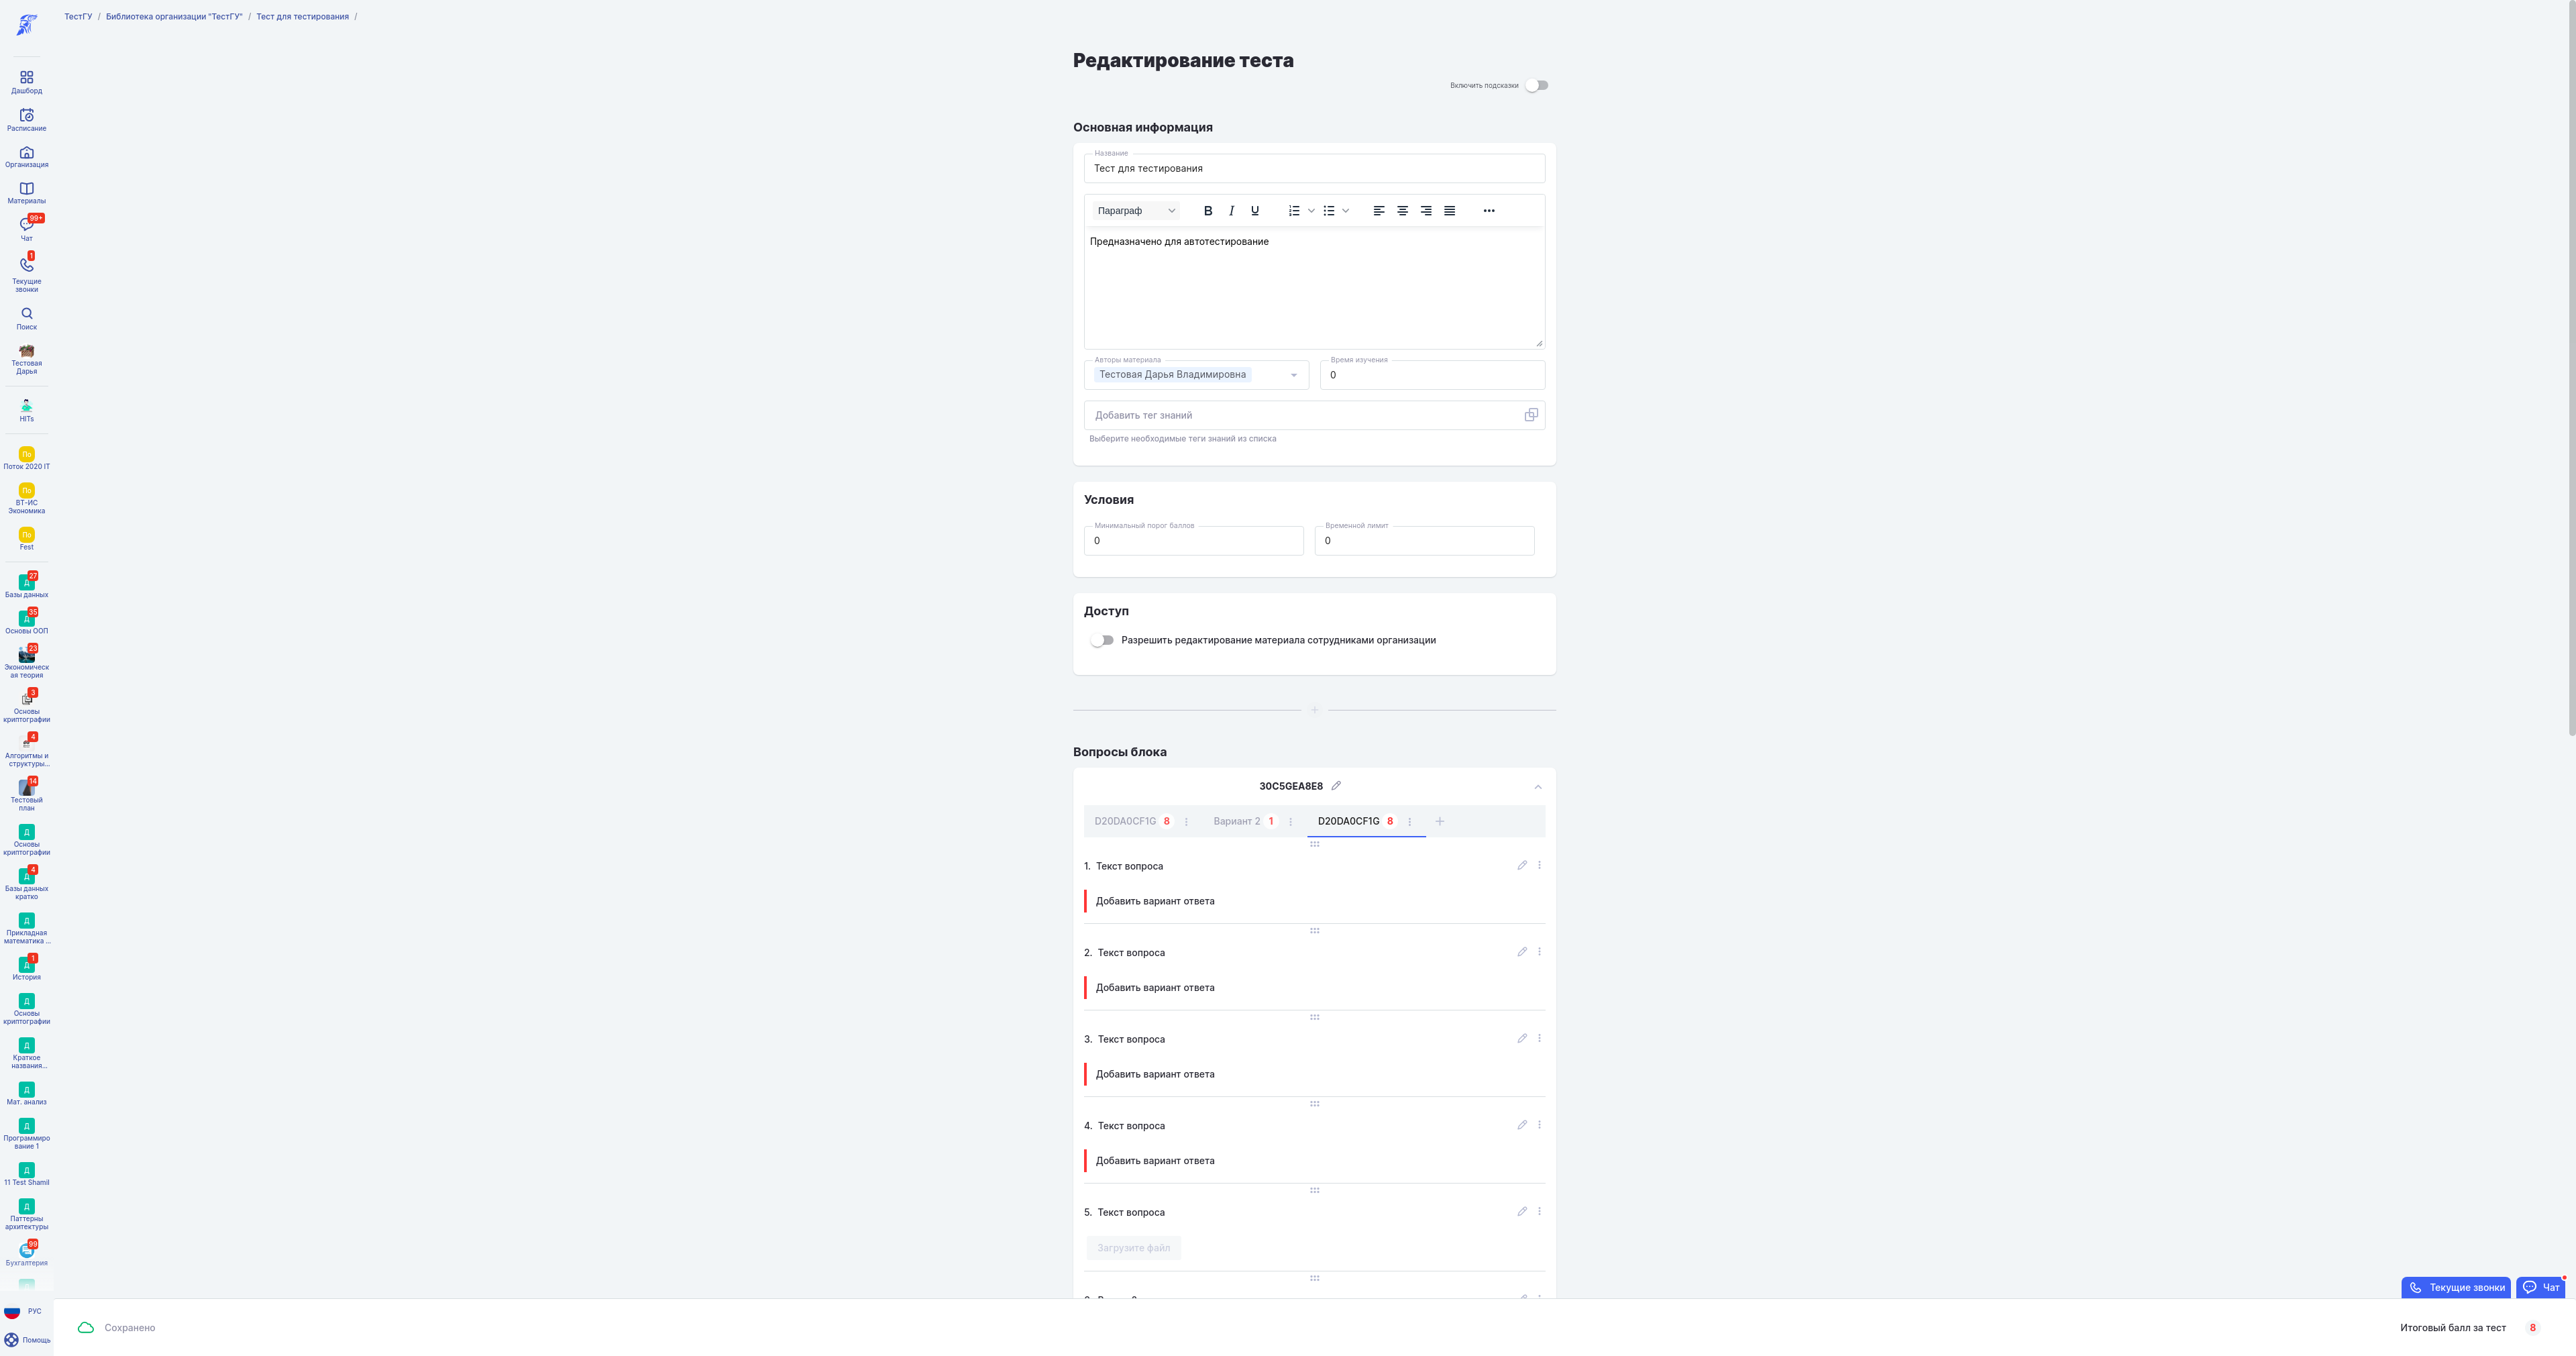 ТестГУ / Библиотека организации "ТестГУ" / Тест для тестирования /
Дашборд
Расписание
Организация
Материалы
99+
Чат
1
Текущие
звонки
Поиск
Тестовая
Дарья
HITs
По
Поток 2020 IT
По
ВТ-ИС
Экономика
По
Fest
27
Д
Базы данных
35
Д
Основы ООП
23
Экономическ
ая теория
3
Основы
криптографии
4
Алгоритмы и
структуры...
14
Тестовый
план
Д
Основы
криптографии
4
Д
Базы данных
кратко
Д
Прикладная
математика ...
1
Д
История
Д
Основы
криптографии
Д
Краткое
названия...
Д
Мат. анализ
Д
Программиро
вание 1
Д
11 Test Shamil
Д
Паттерны
архитектуры
99
Бухгалтерия
РУС
Помощь
Редактирование теста
Включить подсказки
Основная информация
Название
Тест для тестирования
Параграф
Предназначено для автотестирование
Авторы материала
Тестовая Дарья Владимировна
Время изучения
0
Добавить тег знаний
Выберите необходимые теги знаний из списка
Условия
Минимальный порог баллов
0
Временной лимит
0
Доступ
Разрешить редактирование материала сотрудниками организации
Вопросы блока
30C5GEA8E8
D20DA0CF1G 8 Вариант 2 1 D20DA0CF1G 8
1. Текст вопроса
Добавить вариант ответа
2. Текст вопроса
Добавить вариант ответа
3. Текст вопроса
Добавить вариант ответа
4. Текст вопроса
Добавить вариант ответа
5. Текст вопроса
Загрузите файл
Текущие звонки
Чат
Сохранено
Итоговый балл за тест 8